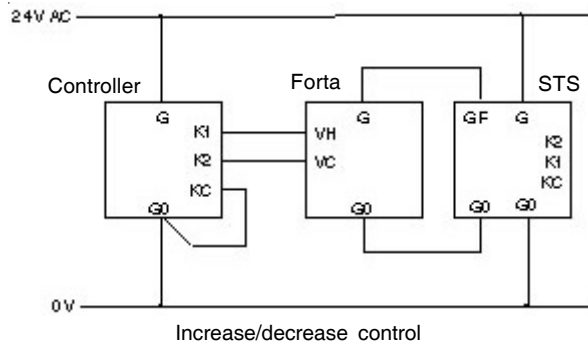 24V AC
Controller
Forta
STS
G
K1
K2
KC
G0
G
VH
VC
G0
GF
G
K2
K1
KC
G0
G0
0V
Increase/decrease control